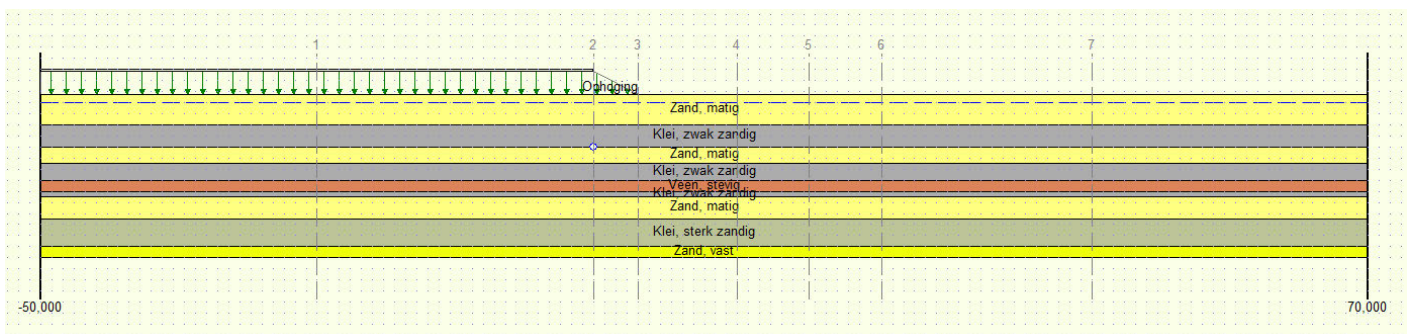 1 2 3 4 5 6 7
Ophoging
Zand, matig
Klei, zwak zandig
Zand, matig
Klei, zwak zandig
Veen, stevig
Klei, zwak zandig
Zand, matig
Klei, sterk zandig
Zand, vast
-50,000 70,000